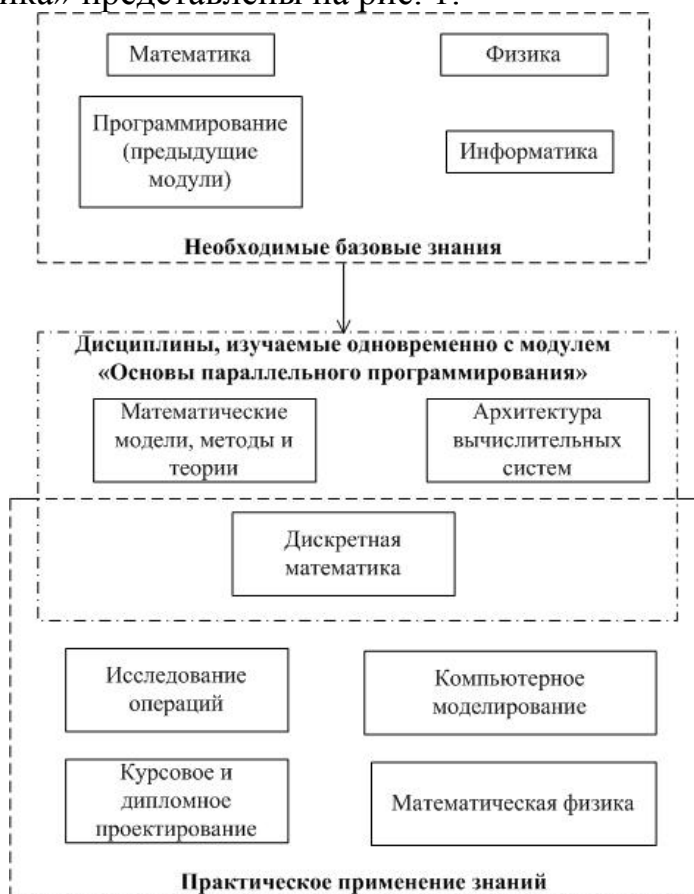 ика» представлены на рис. 1.
Математика
Физика
Программирование
(предыдущие
модули)
Информатика
Необходимые базовые знания
Дисциплины, изучаемые одновременно с модулем
«Основы параллельного программирования»
Математические
модели, методы и
теории
Архитектура
вычислительных
систем
Дискретная
математика
Исследование
операций
Компьютерное
моделирование
Курсовое и
дипломное
проектирование
Математическая физика
Практическое применение знаний